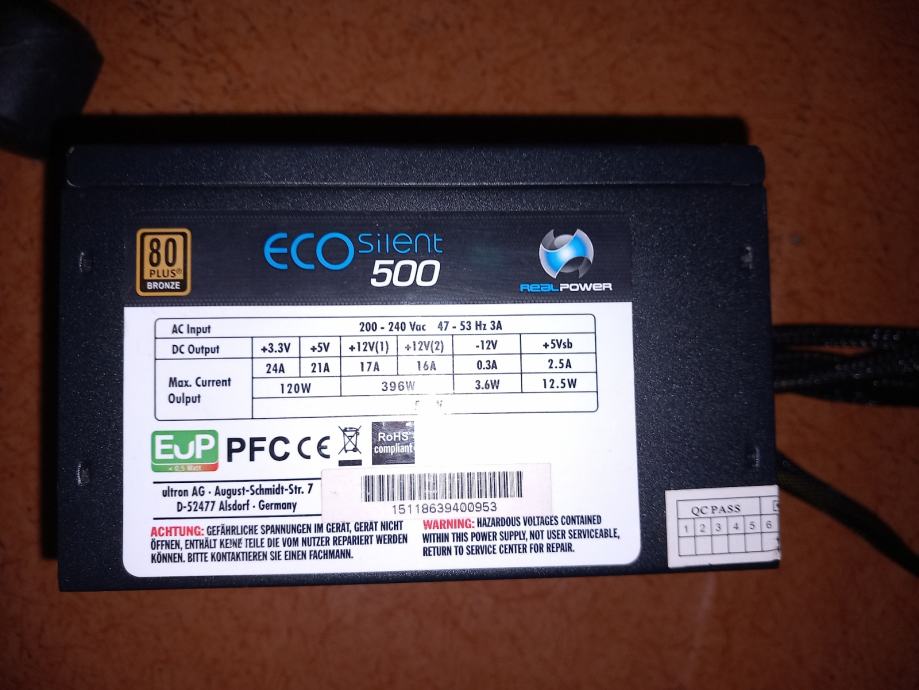 80
PLUS®
BRONZE
ECO Silent
500
REALPOWER
AC Input 200 - 240 Vac 47 - 53 Hz 3A
DC Output +3.3V +5V +12V(1) +12V(2) -12V +5Vsb
Max. Current Output 24A 21A 17A 16A 0.3A 2.5A
120W 396W 3.6W 12.5W
EuP
< 0.5 Watt
PFC CE
RoHS
compliant
ultron AG · August-Schmidt-Str. 7
D-52477 Alsdorf · Germany
15118639400953
ACHTUNG: GEFÄHRLICHE SPANNUNGEN IM GERÄT, GERÄT NICHT
ÖFFNEN, ENTHÄLT KEINE TEILE DIE VOM NUTZER REPARIERT WERDEN
KÖNNEN. BITTE KONTAKTIEREN SIE EINEN FACHMANN.
WARNING: HAZARDOUS VOLTAGES CONTAINED
WITHIN THIS POWER SUPPLY, NOT USER SERVICEABLE,
RETURN TO SERVICE CENTER FOR REPAIR.
QC PASS
1 2 3 4 5 6